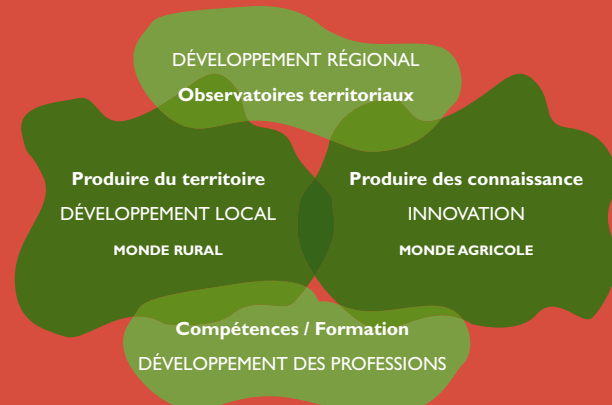 DÉVELOPPEMENT RÉGIONAL
Observatoires territoriaux
Produire du territoire
DÉVELOPPEMENT LOCAL
MONDE RURAL
Produire des connaissance
INNOVATION
MONDE AGRICOLE
Compétences / Formation
DÉVELOPPEMENT DES PROFESSIONS